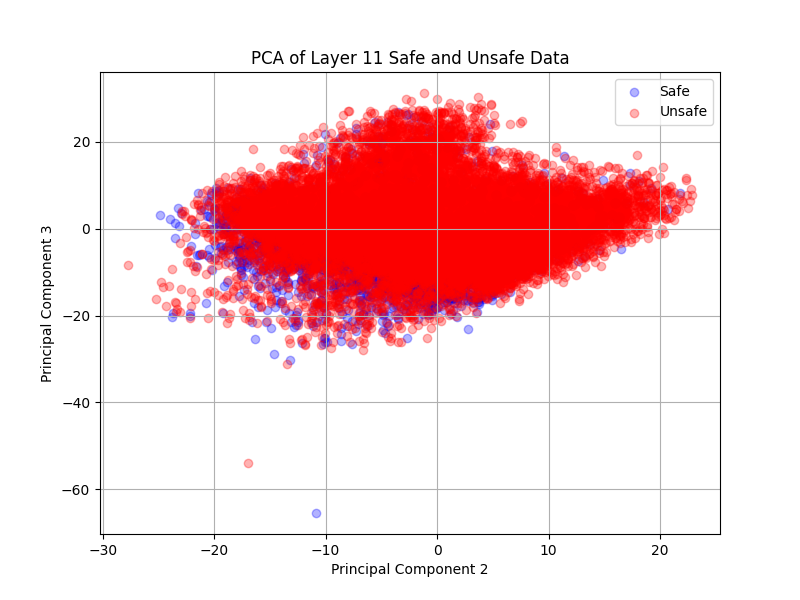 PCA of Layer 11 Safe and Unsafe Data
Safe
Unsafe
20
0
−20
−40
−60
Principal Component 3
−30
−20
−10
0
10
20
Principal Component 2